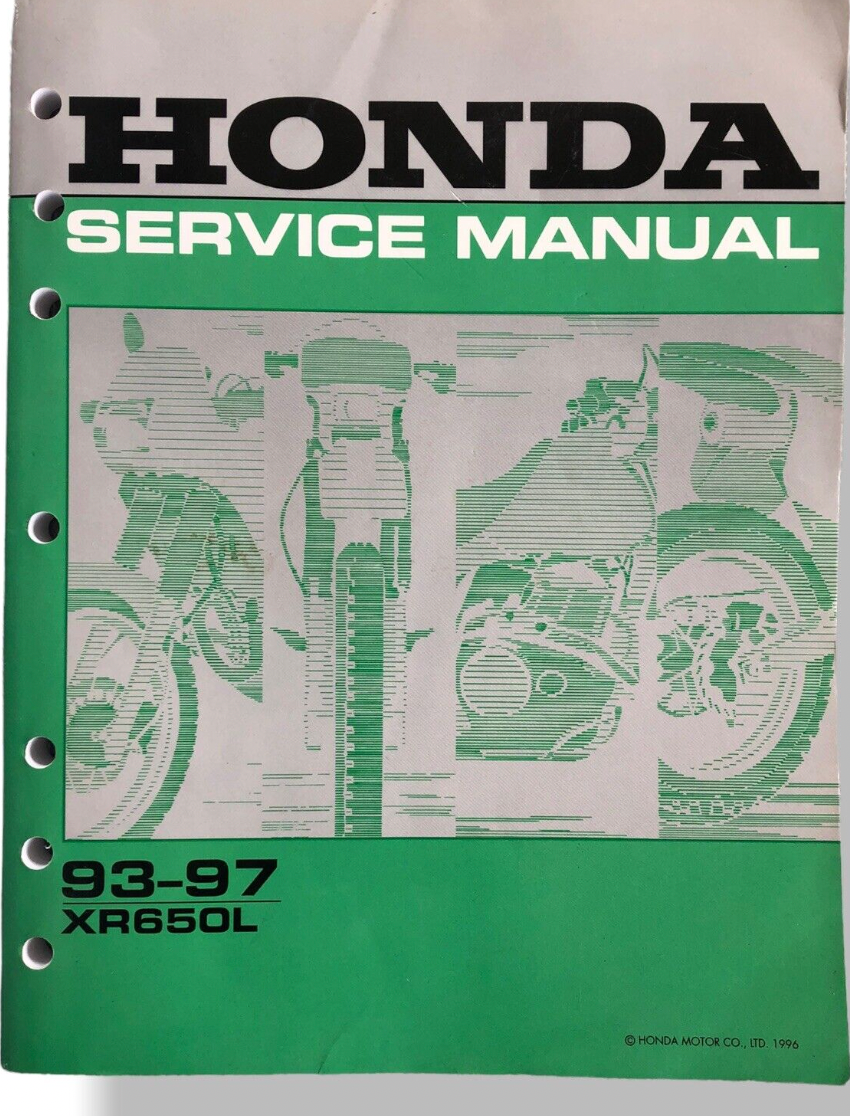 HONDA
SERVICE MANUAL
93-97
XR650L
© HONDA MOTOR CO., LTD. 1996